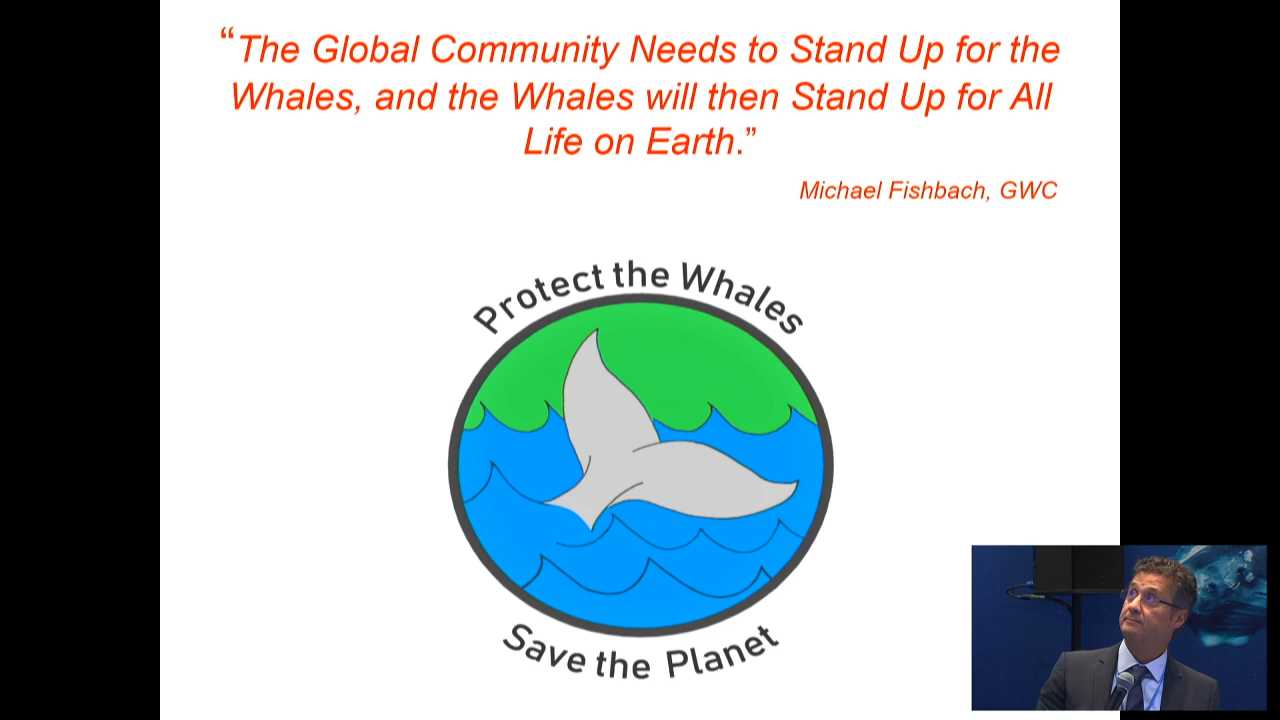 “The Global Community Needs to Stand Up for the
Whales, and the Whales will then Stand Up for All
Life on Earth.”
Michael Fishbach, GWC
Protect the Whales
Save the Planet